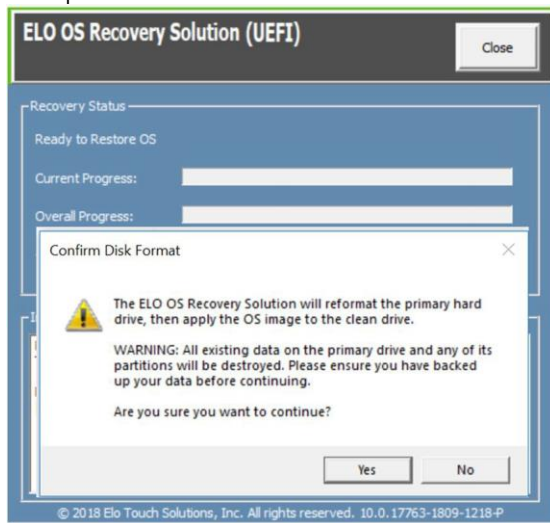 ELO OS Recovery Solution (UEFI)
Close
Recovery Status
Ready to Restore OS
Current Progress:
Overall Progress:
Confirm Disk Format
The ELO OS Recovery Solution will reformat the primary hard
drive, then apply the OS image to the clean drive.
WARNING: All existing data on the primary drive and any of its
partitions will be destroyed. Please ensure you have backed
up your data before continuing.
Are you sure you want to continue?
Yes
No
© 2018 Elo Touch Solutions, Inc. All rights reserved. 10.0.17763-1809-1218-P